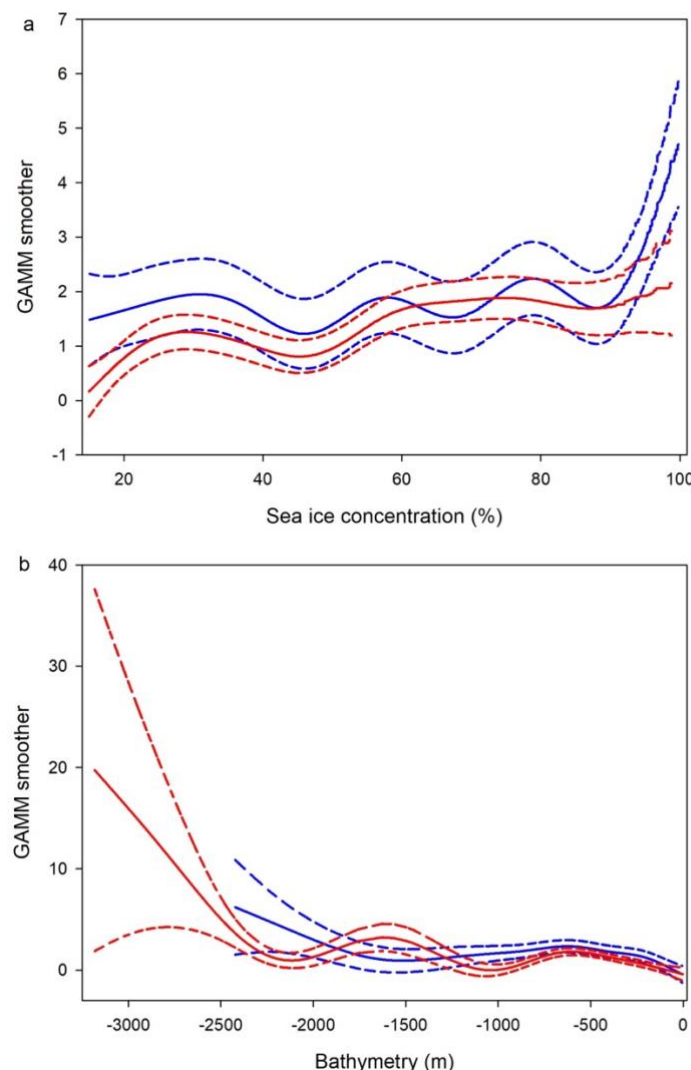 a
7
6
5
4
3
2
1
0
-1
GAMM smoother
20 40 60 80 100
Sea ice concentration (%)
b
40
30
20
10
0
GAMM smoother
-3000 -2500 -2000 -1500 -1000 -500 0
Bathymetry (m)